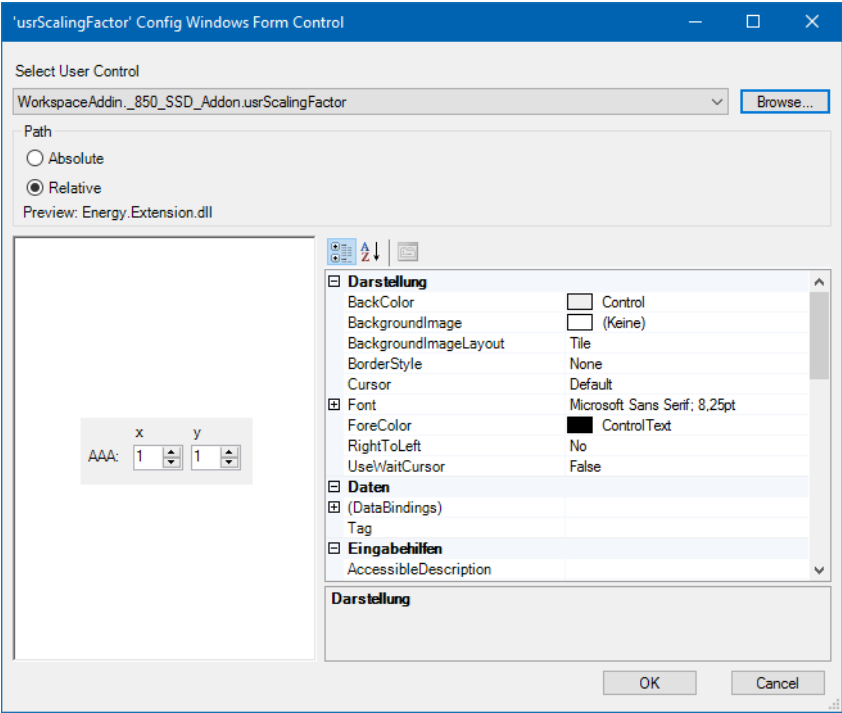 'usrScalingFactor' Config Windows Form Control
Select User Control
WorkspaceAddin._850_SSD_Addon.usrScalingFactor
Browse...
Path
Absolute
Relative
Preview: Energy.Extension.dll
x y
AAA: 1 1
Darstellung
BackColor Control
BackgroundImage (Keine)
BackgroundImageLayout Tile
BorderStyle None
Cursor Default
Font Microsoft Sans Serif; 8,25pt
ForeColor ControlText
RightToLeft No
UseWaitCursor False
Daten
(DataBindings)
Tag
Eingabehilfen
AccessibleDescription
Darstellung
OK Cancel